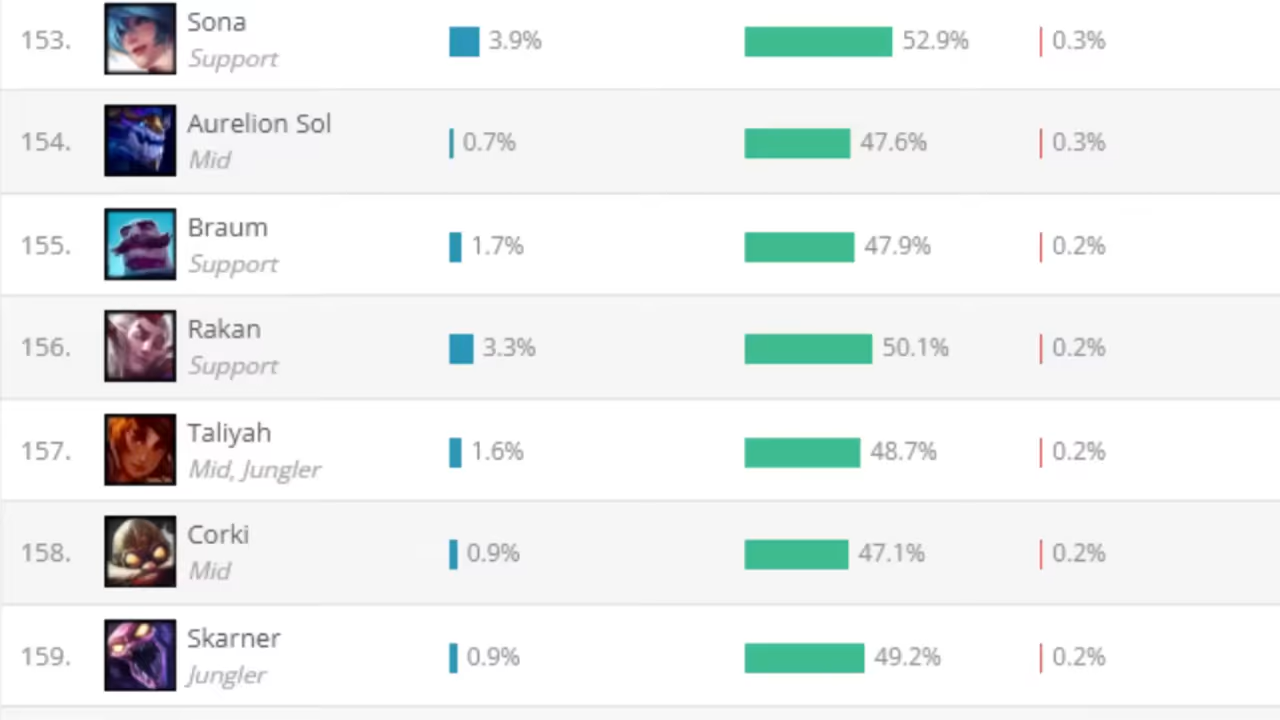 153.
Sona
Support
3.9%
52.9%
0.3%
154.
Aurelion Sol
Mid
0.7%
47.6%
0.3%
155.
Braum
Support
1.7%
47.9%
0.2%
156.
Rakan
Support
3.3%
50.1%
0.2%
157.
Taliyah
Mid, Jungler
1.6%
48.7%
0.2%
158.
Corki
Mid
0.9%
47.1%
0.2%
159.
Skarner
Jungler
0.9%
49.2%
0.2%